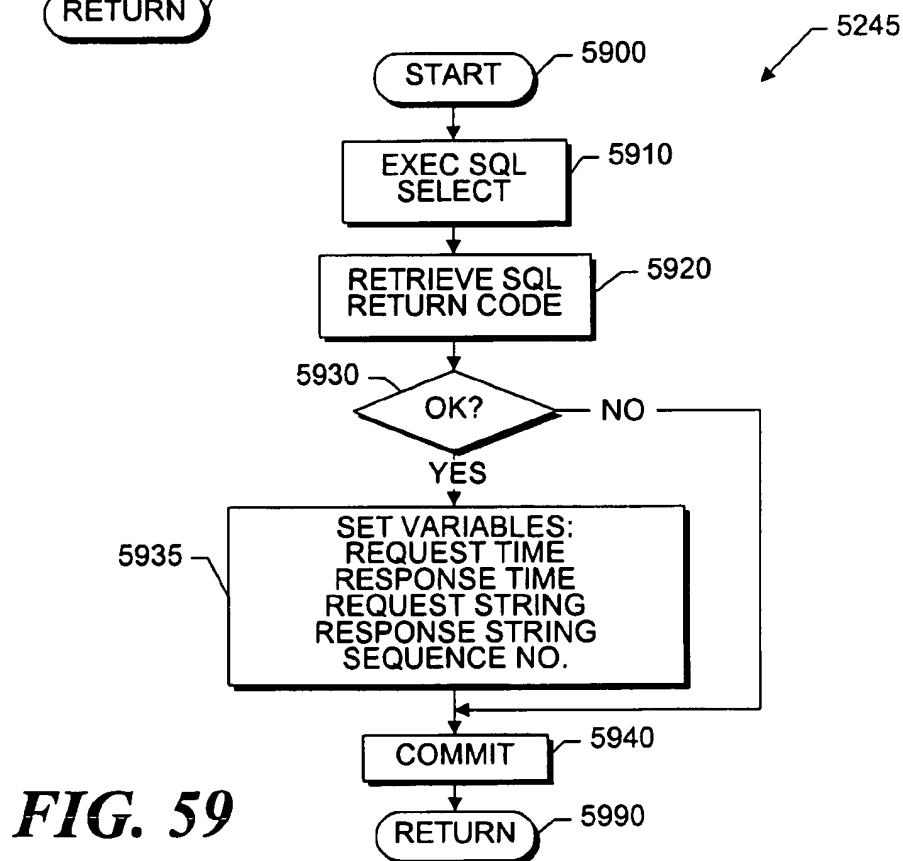 RETURN
5245
START
5900
EXEC SQL
SELECT
5910
RETRIEVE SQL
RETURN CODE
5920
5930
OK?
NO
YES
5935
SET VARIABLES:
REQUEST TIME
RESPONSE TIME
REQUEST STRING
RESPONSE STRING
SEQUENCE NO.
COMMIT
5940
RETURN
5990
FIG. 59